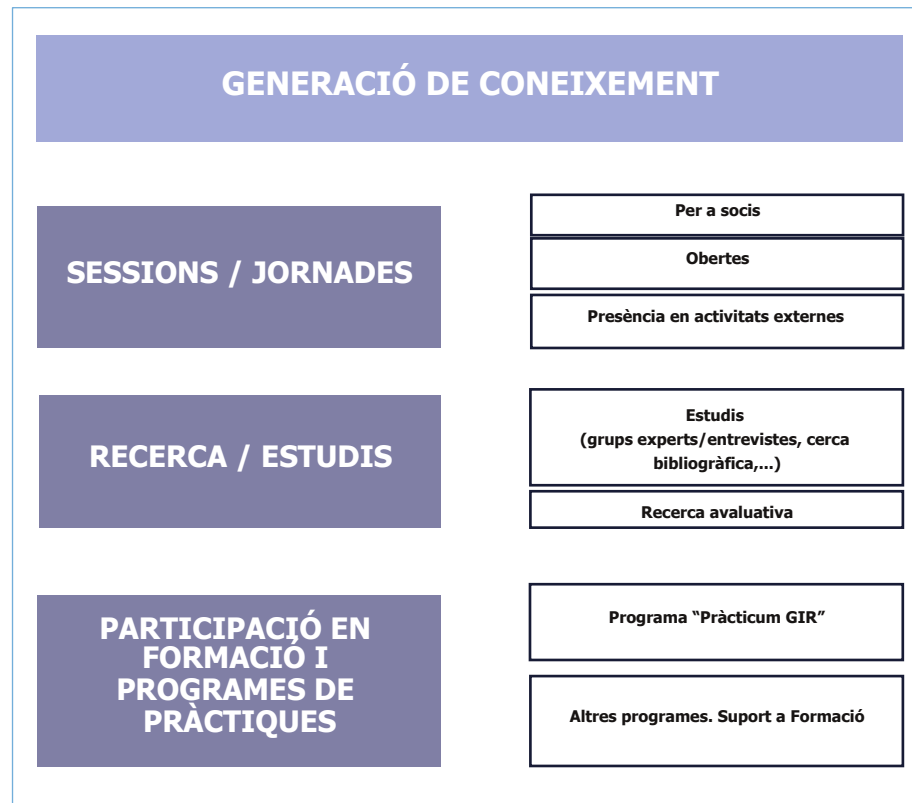 GENERACIÓ DE CONEIXEMENT
SESSIONS / JORNADES
Per a socis
Obertes
Presència en activitats externes
RECERCA / ESTUDIS
Estudis
(grups experts/entrevistes, cerca
bibliogràfica,...)
Recerca avaluativa
PARTICIPACIÓ EN
FORMACIÓ I
PROGRAMES DE
PRÀCTIQUES
Programa “Pràcticum GIR”
Altres programes. Suport a Formació